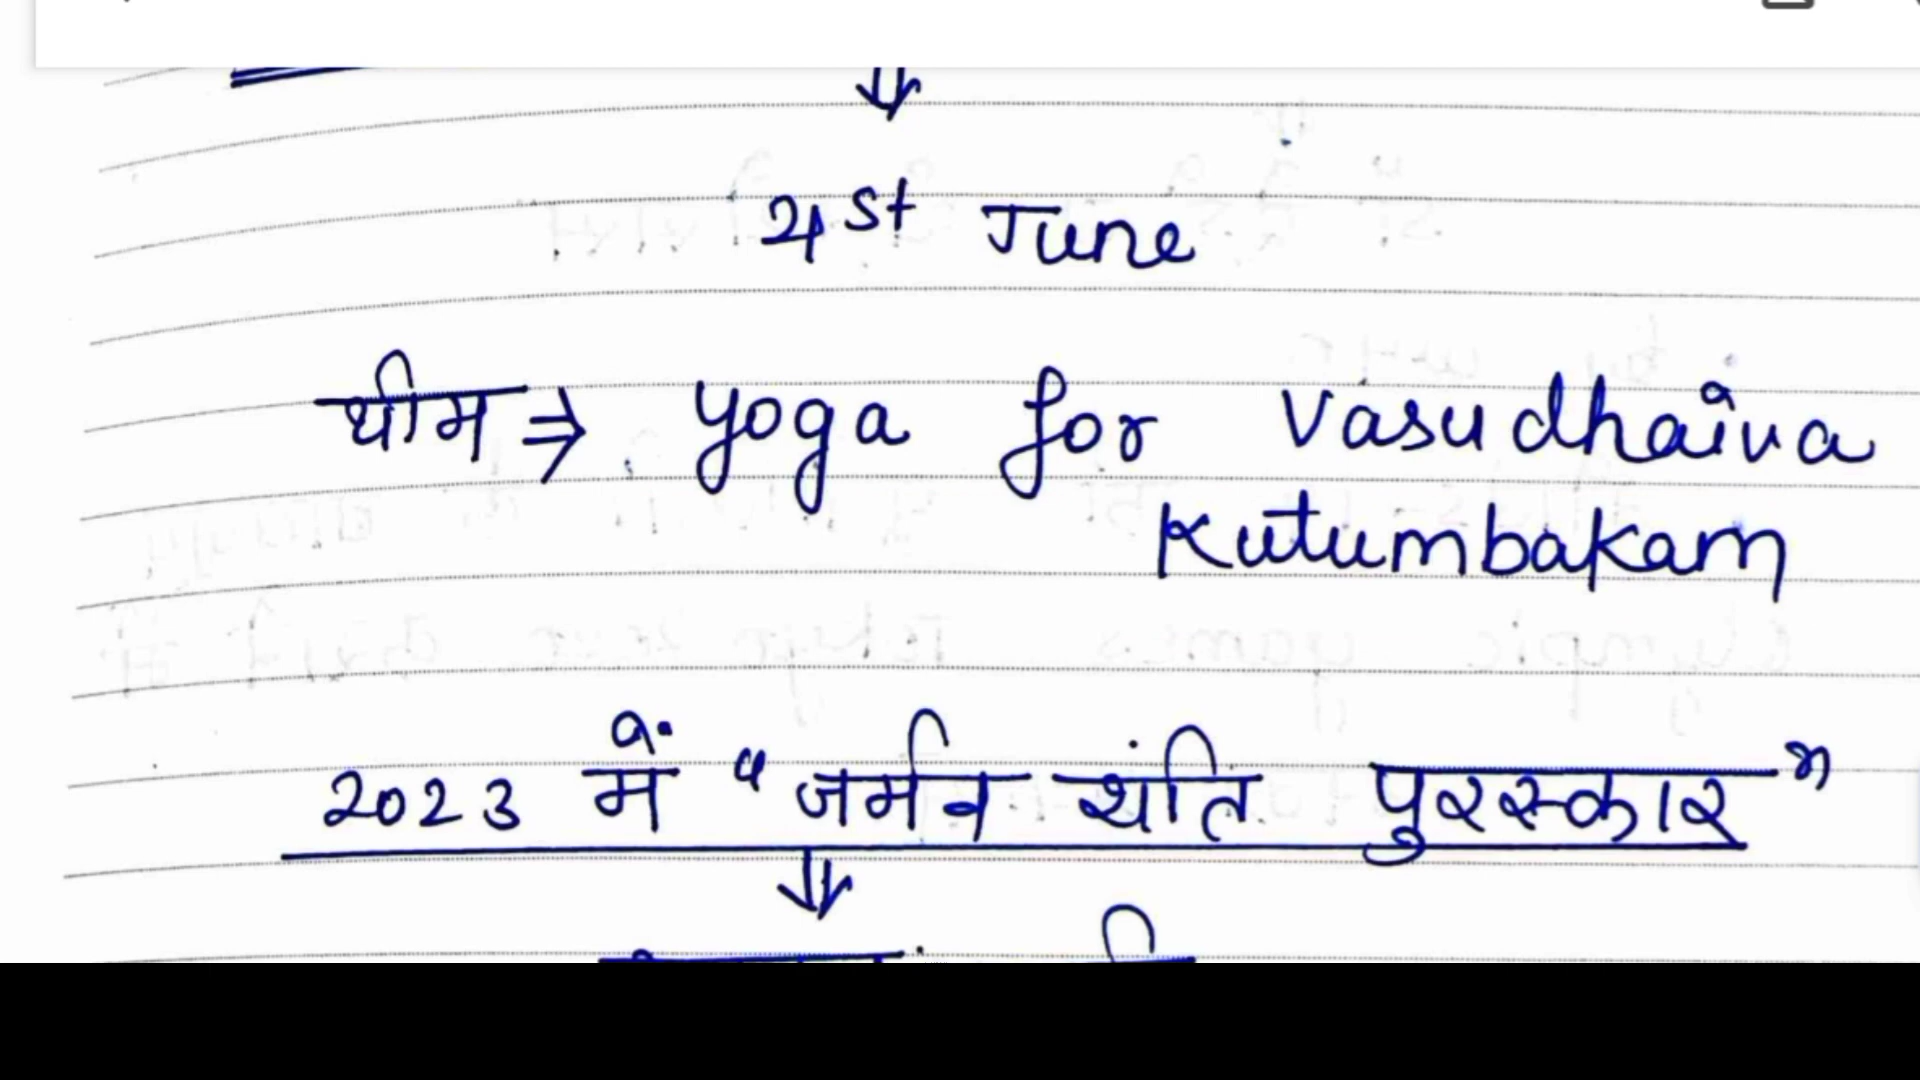 ⇓
21st June
थीम ⇒ Yoga for Vasudhaiva
Kutumbakam
2023 में "जर्मन शांति पुरस्कार"
⇓